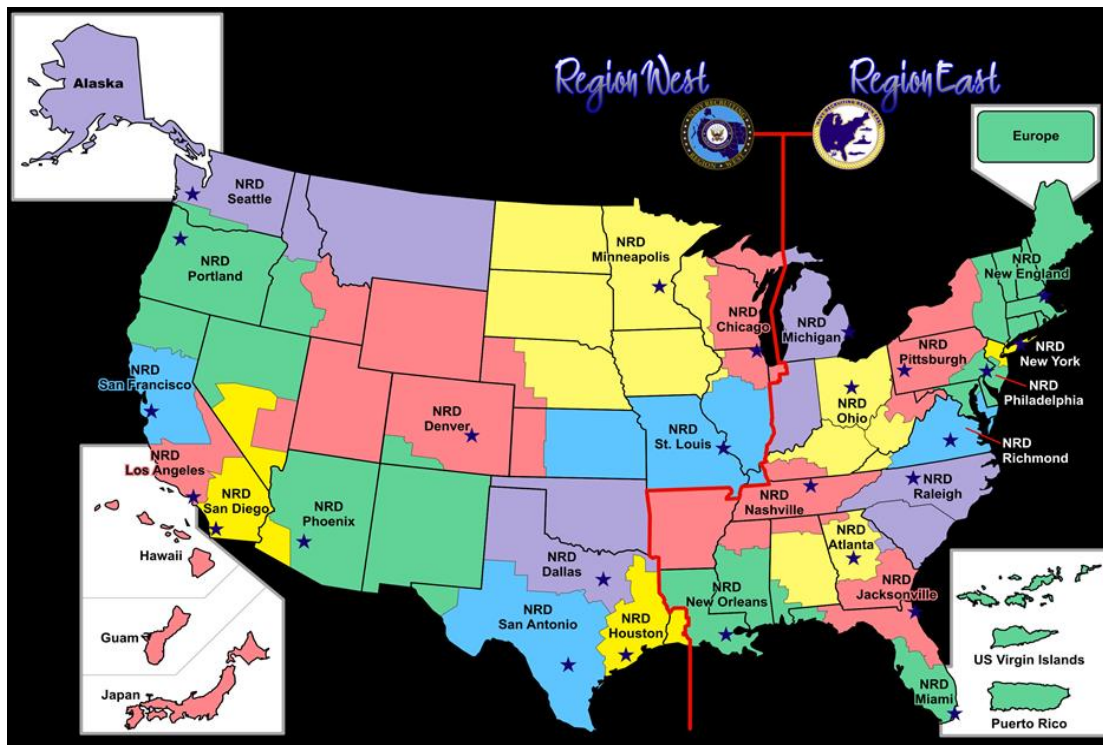 Alaska
Region West
Region East
Europe
NRD
Seattle
NRD
Portland
NRD
Minneapolis
NRD
Chicago
NRD
Michigan
NRD
New England
NRD
Pittsburgh
NRD
New York
NRD
Philadelphia
NRD
San Francisco
NRD
Denver
NRD
St. Louis
NRD
Ohio
NRD
Richmond
NRD
Los Angeles
NRD
San Diego
NRD
Phoenix
NRD
Nashville
NRD
Raleigh
NRD
Dallas
NRD
Atlanta
NRD
San Antonio
NRD
Houston
NRD
New Orleans
NRD
Jacksonville
NRD
Miami
Hawaii
Guam
Japan
US Virgin Islands
Puerto Rico